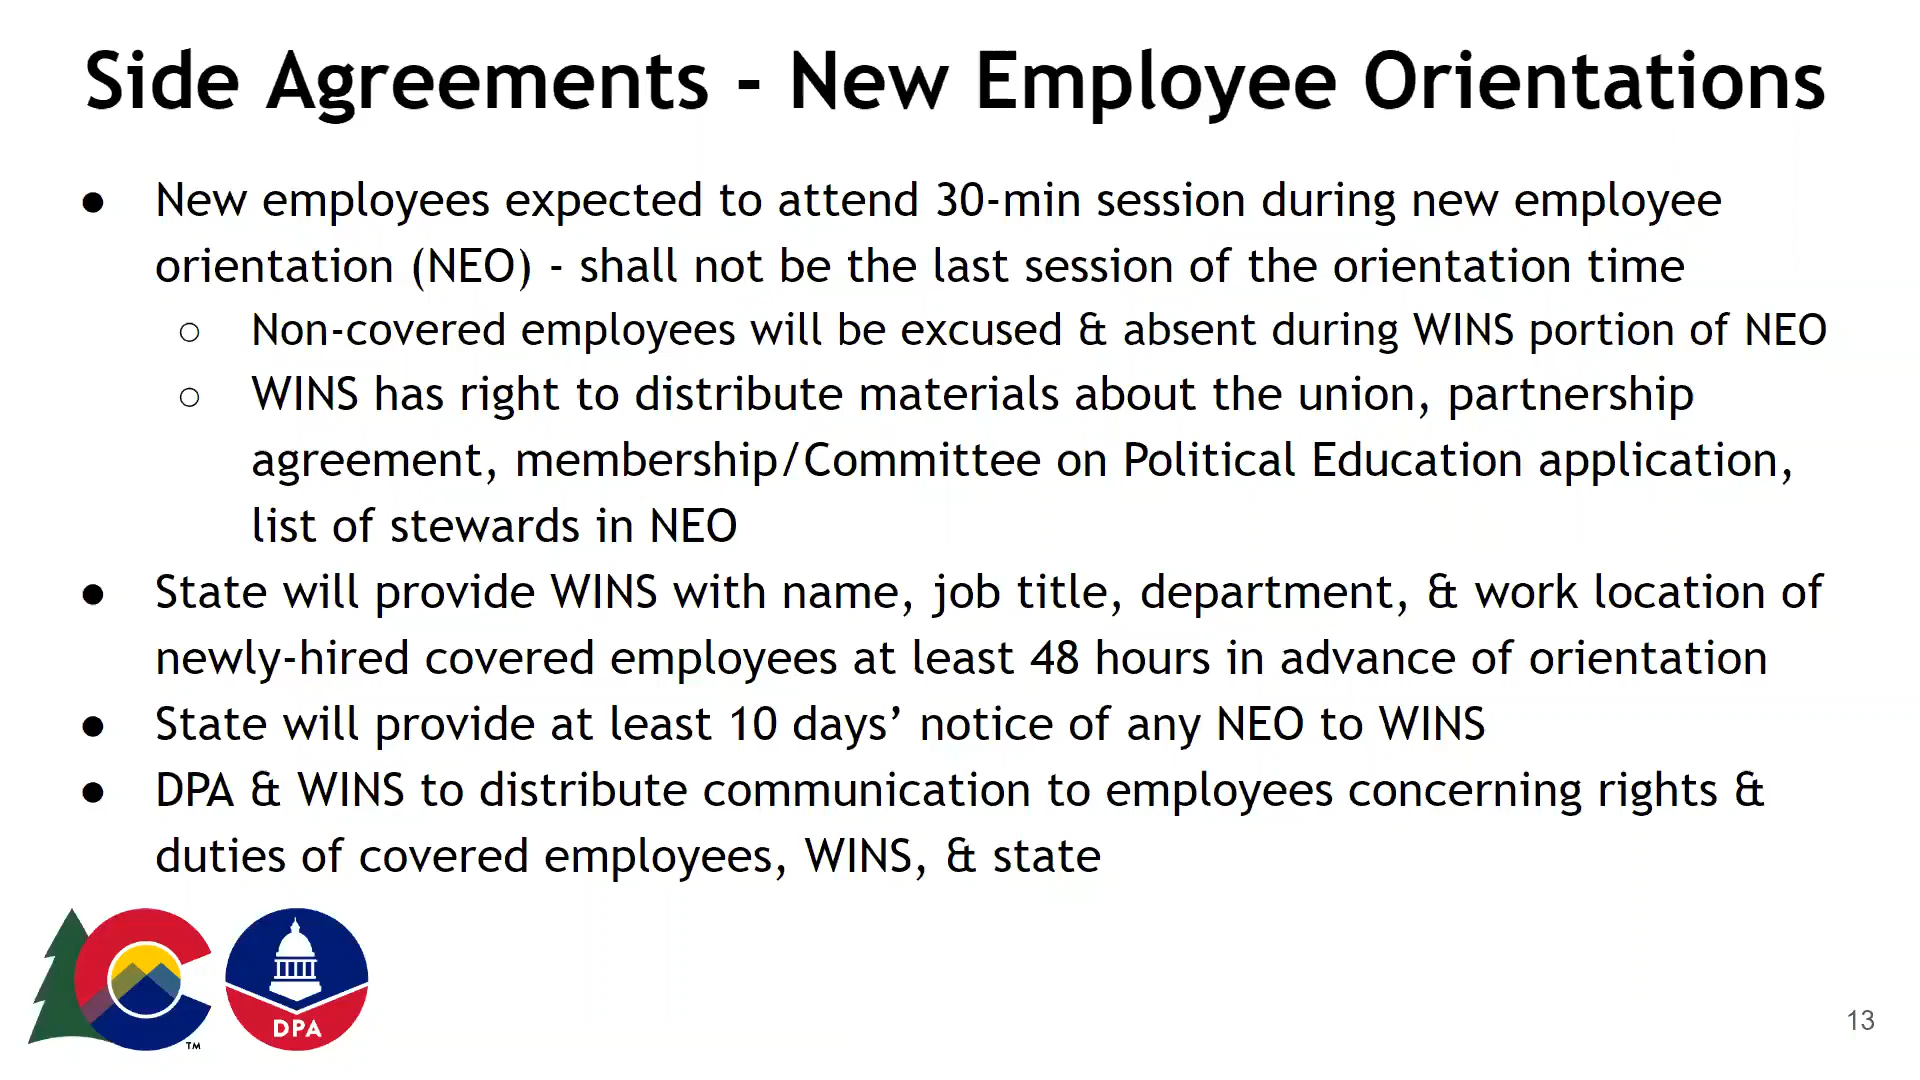 Side Agreements - New Employee Orientations
● New employees expected to attend 30-min session during new employee
orientation (NEO) - shall not be the last session of the orientation time
○ Non-covered employees will be excused & absent during WINS portion of NEO
○ WINS has right to distribute materials about the union, partnership
agreement, membership/Committee on Political Education application,
list of stewards in NEO
● State will provide WINS with name, job title, department, & work location of
newly-hired covered employees at least 48 hours in advance of orientation
● State will provide at least 10 days’ notice of any NEO to WINS
● DPA & WINS to distribute communication to employees concerning rights &
duties of covered employees, WINS, & state
DPA
TM
13